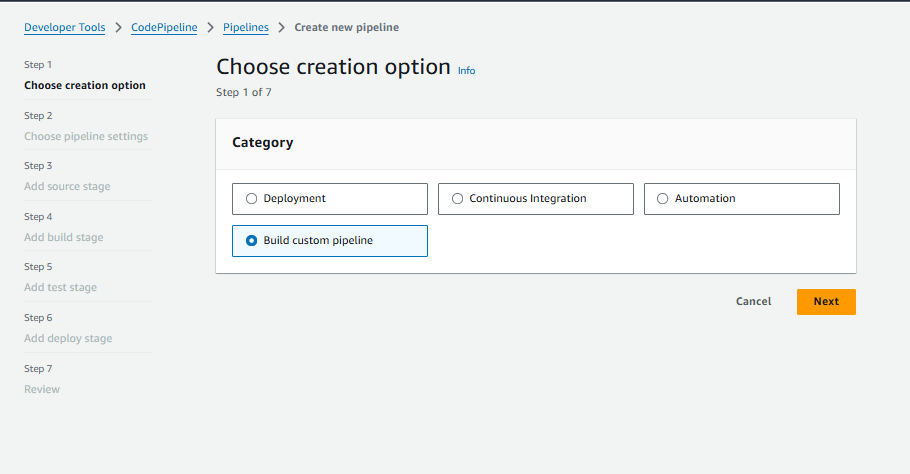 Developer Tools > CodePipeline > Pipelines > Create new pipeline
Step 1
Choose creation option
Step 2
Choose pipeline settings
Step 3
Add source stage
Step 4
Add build stage
Step 5
Add test stage
Step 6
Add deploy stage
Step 7
Review
Choose creation option Info
Step 1 of 7
Category
Deployment
Continuous Integration
Automation
Build custom pipeline
Cancel
Next